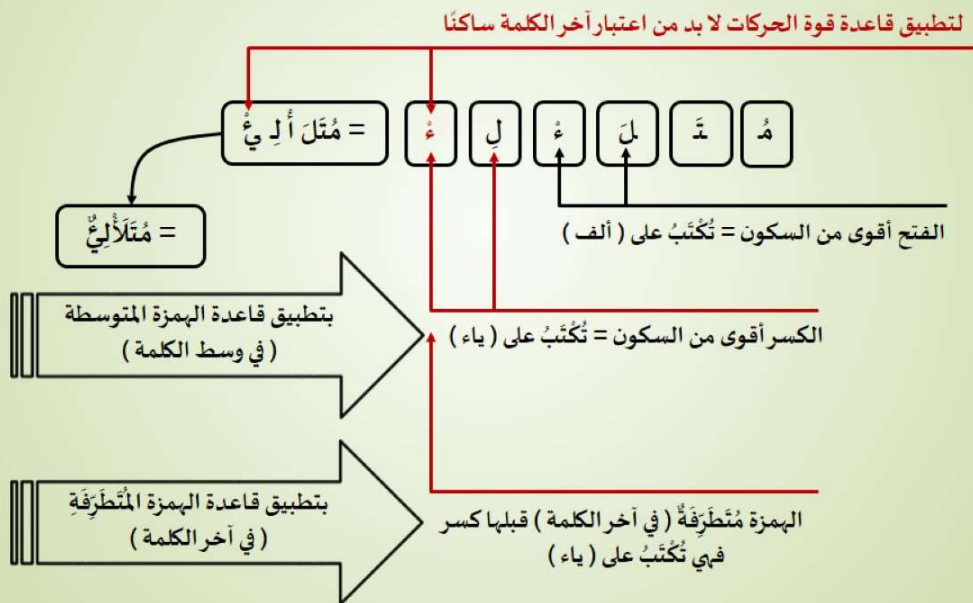 لتطبيق قاعدة قوة الحركات لا بد من اعتبار آخر الكلمة ساكنًا
مُـ تَـ لَـ ءْ لِ ءْ = مُتَلَ أْ لِـ يءٌ
= مُتَلَأْلِيءٌ
الفتح أقوى من السكون = تُكْتَبُ على ( ألف )
بتطبيق قاعدة الهمزة المتوسطة
( في وسط الكلمة )
الكسر أقوى من السكون = تُكْتَبُ على ( ياء )
بتطبيق قاعدة الهمزة المُتَطَرِّفَةِ
( في آخر الكلمة )
الهمزة مُتَطَرِّفَةٌ ( في آخر الكلمة ) قبلها كسر
فهي تُكْتَبُ على ( ياء )